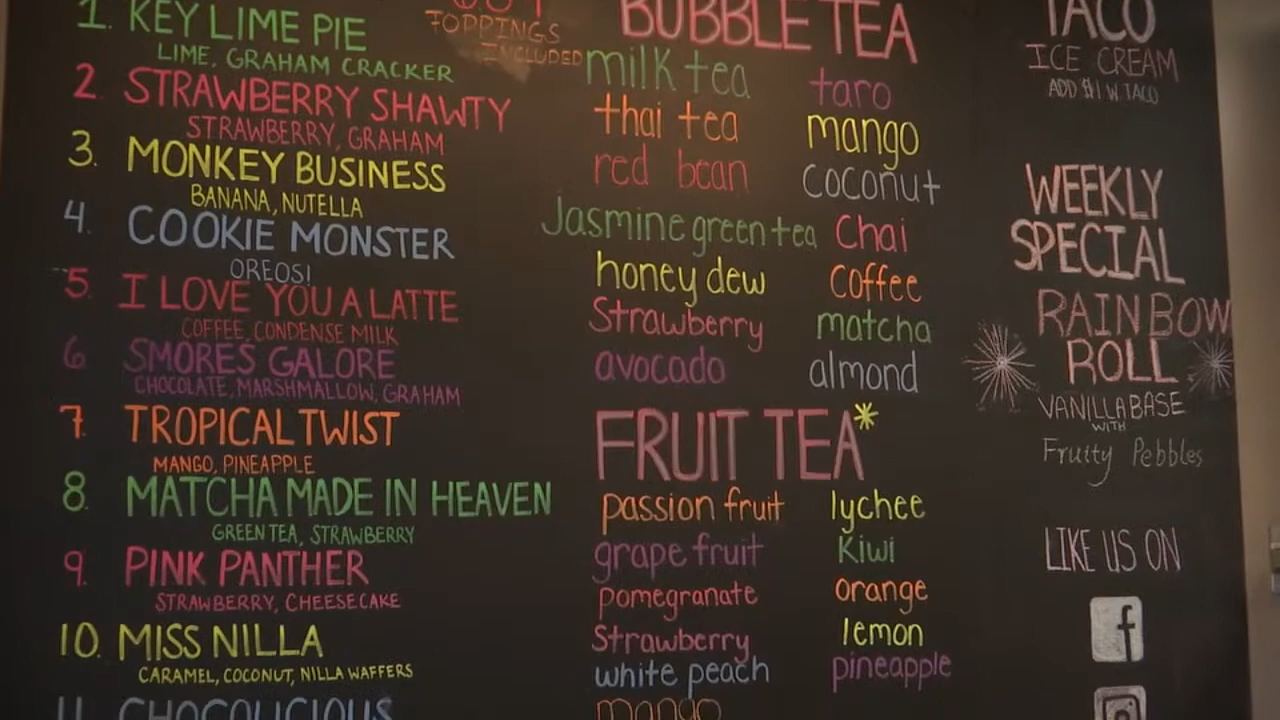 1. KEY LIME PIE
LIME, GRAHAM CRACKER
2. STRAWBERRY SHAWTY
STRAWBERRY, GRAHAM
3. MONKEY BUSINESS
BANANA, NUTELLA
4. COOKIE MONSTER
OREOS!
5. I LOVE YOU A LATTE
COFFEE, CONDENSE MILK
6 SMORES GALORE
CHOCOLATE, MARSHMALLOW, GRAHAM
7. TROPICAL TWIST
MANGO, PINEAPPLE
8. MATCHA MADE IN HEAVEN
GREEN TEA, STRAWBERRY
9. PINK PANTHER
STRAWBERRY, CHEESECAKE
10. MISS NILLA
CARAMEL, COCONUT, NILLA WAFFERS
11. CHOCOLICIOUS
TOPPINGS
INCLUDED
BUBBLE TEA
milk tea
thai tea
red bean
Jasmine green tea
honey dew
Strawberry
avocado
taro
mango
coconut
Chai
Coffee
matcha
almond
FRUIT TEA*
passion fruit
grape fruit
pomegranate
Strawberry
white peach
mango
lychee
Kiwi
orange
lemon
pineapple
TACO
ICE CREAM
ADD $1 W. TACO
WEEKLY
SPECIAL
RAINBOW
ROLL
VANILLA BASE
WITH
Fruity Pebbles
LIKE US ON
f